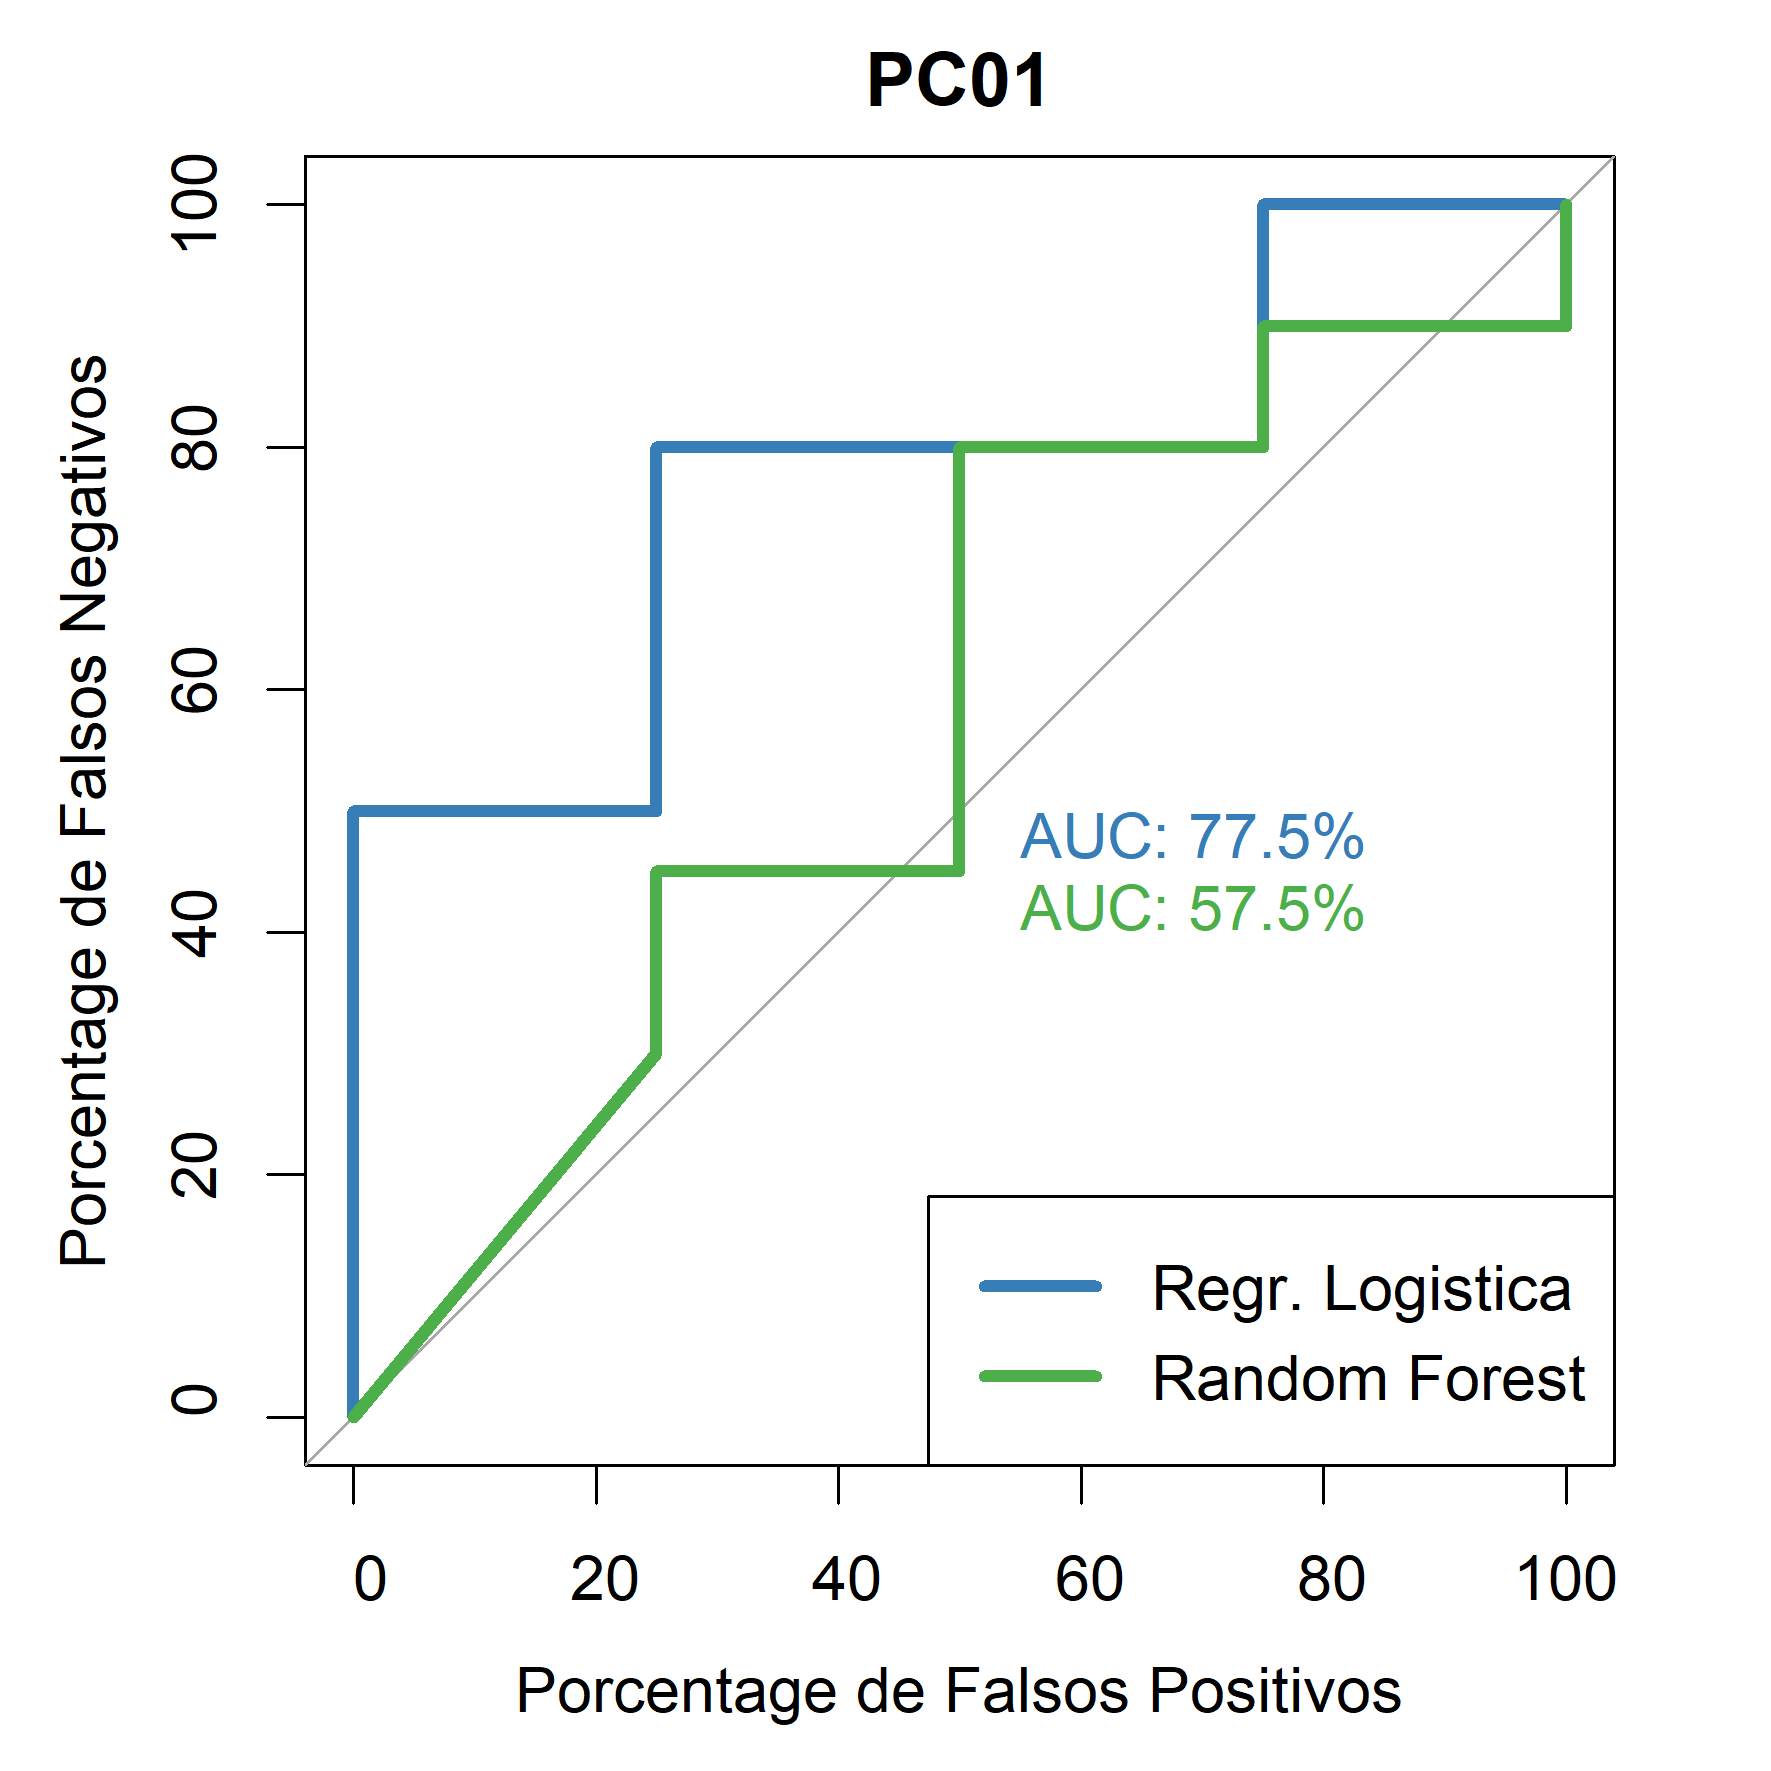 PC01
100
80
60
40
20
0
Porcentage de Falsos Negativos
AUC: 77.5%
AUC: 57.5%
Regr. Logistica
Random Forest
0 20 40 60 80 100
Porcentage de Falsos Positivos